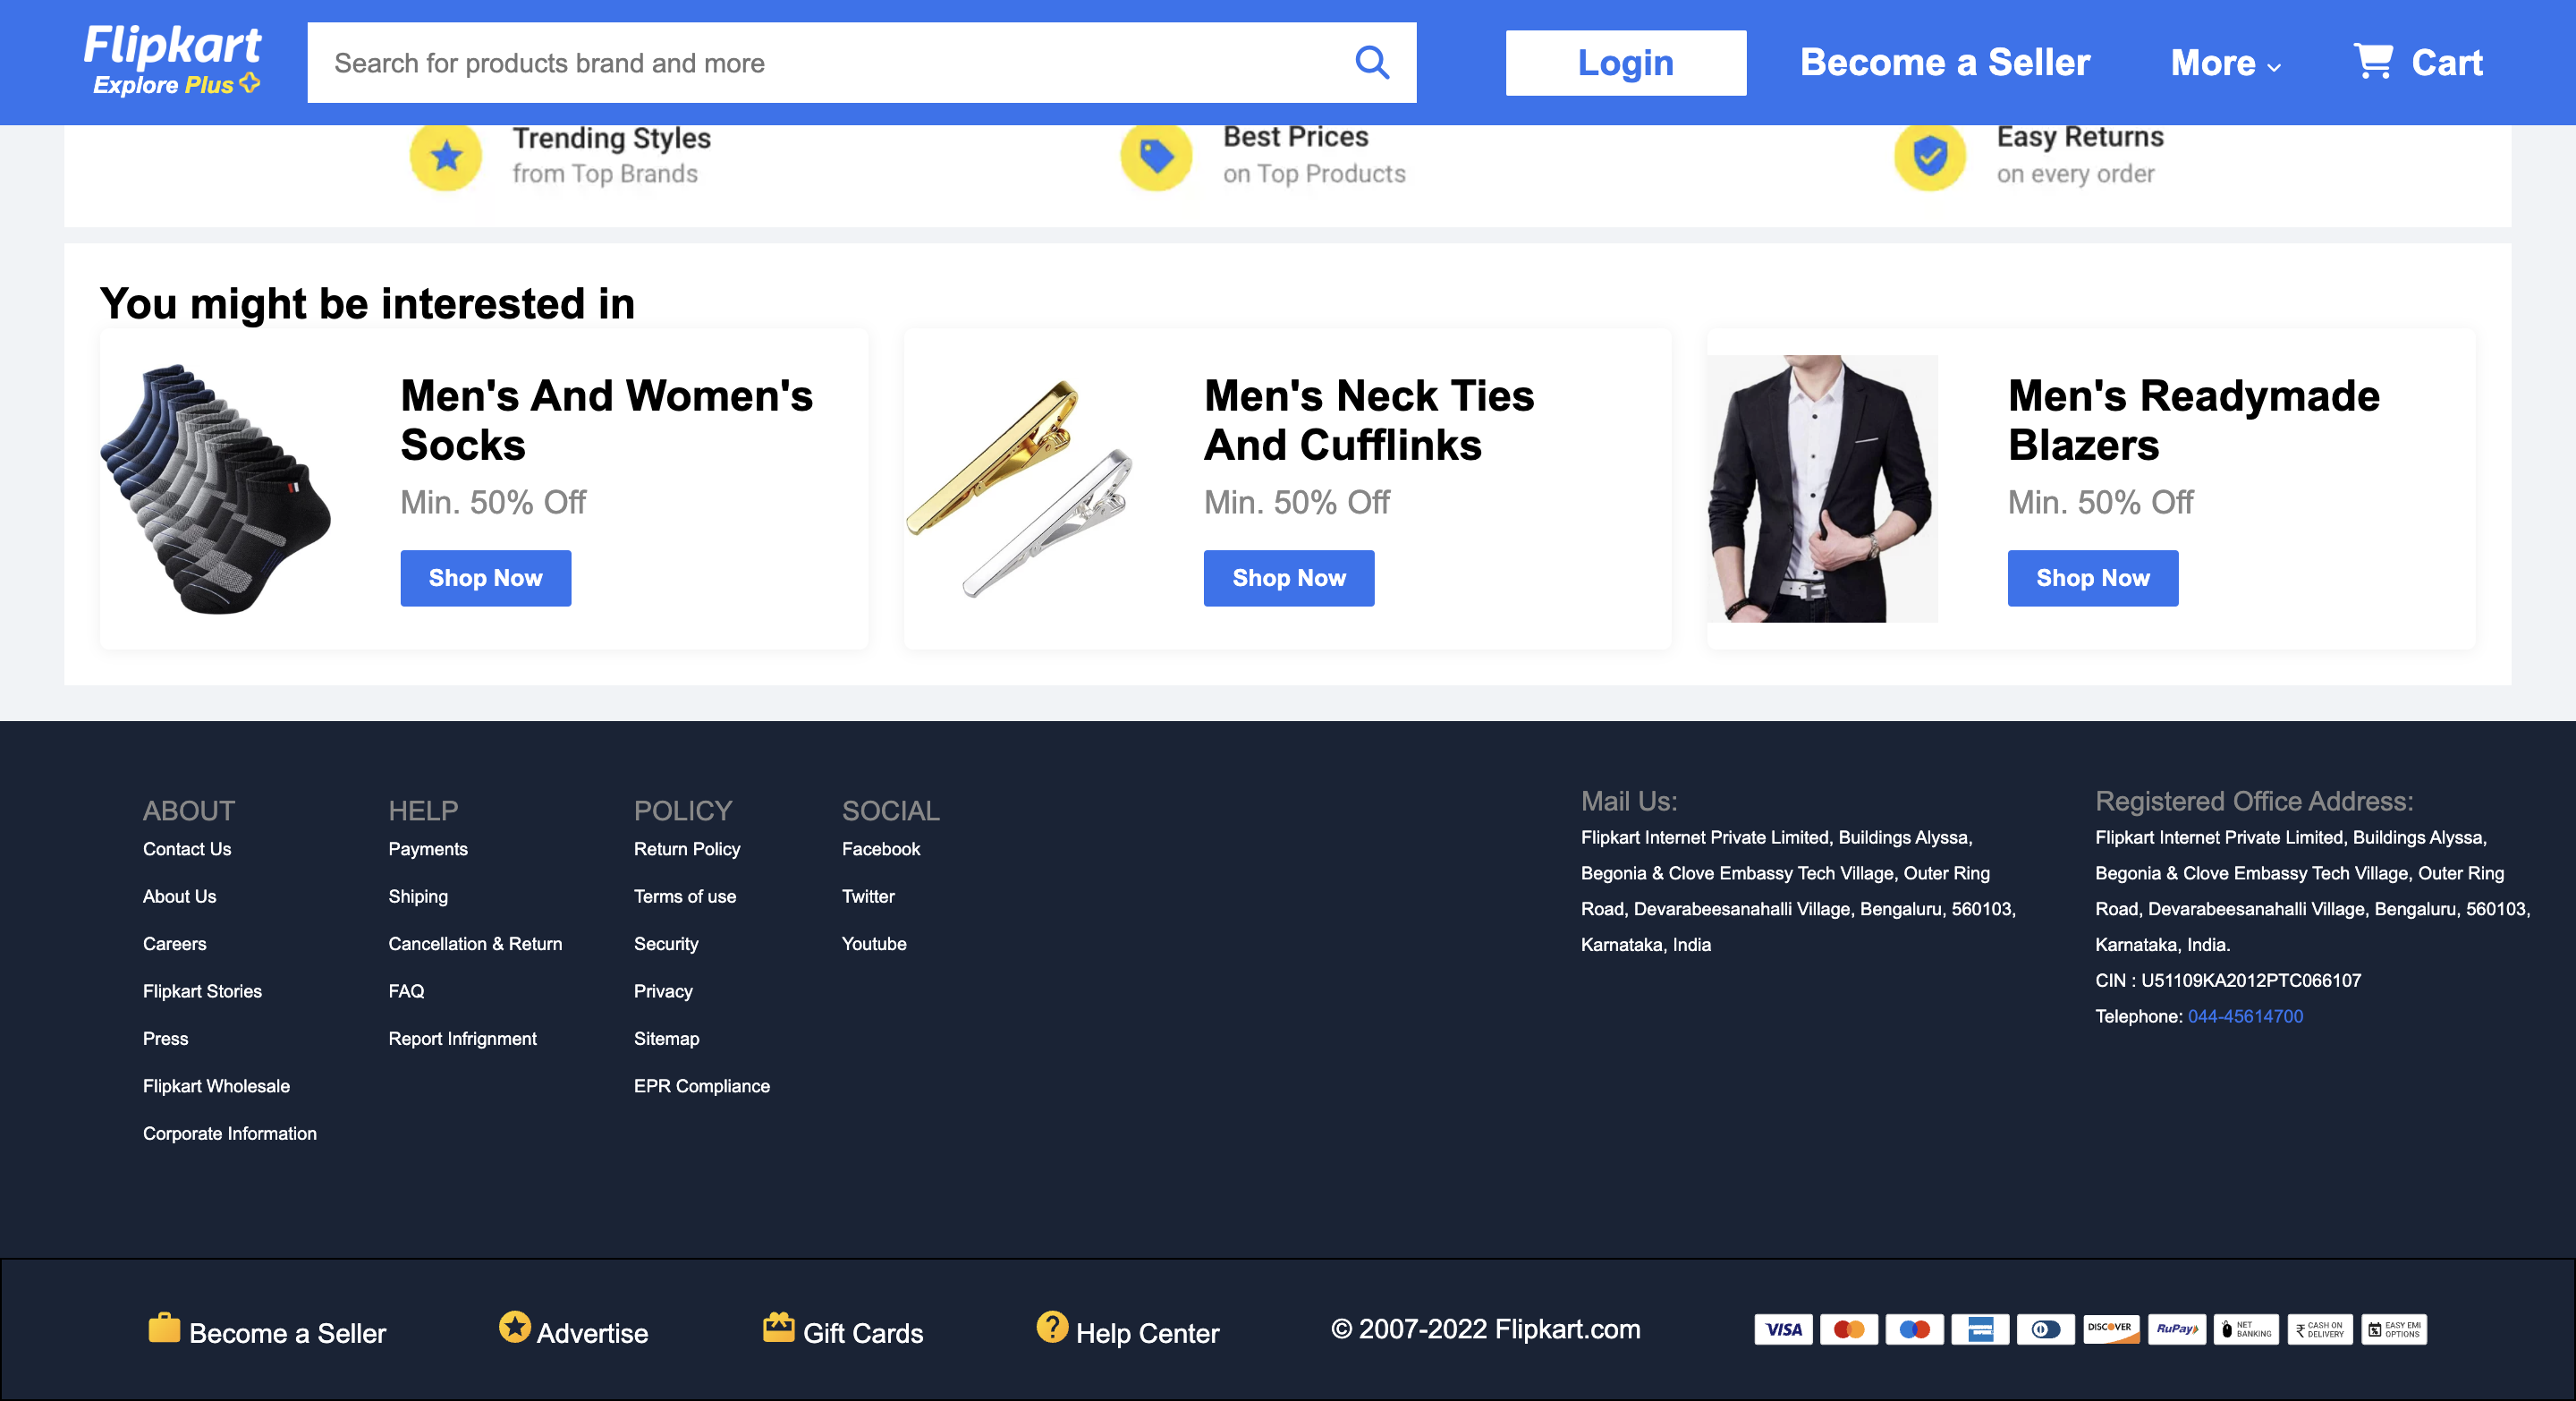 Flipkart
Explore Plus
Search for products brand and more
Login
Become a Seller
More
Cart
Trending Styles
from Top Brands
Best Prices
on Top Products
Easy Returns
on every order
You might be interested in
Men's And Women's
Socks
Min. 50% Off
Shop Now
Men's Neck Ties
And Cufflinks
Min. 50% Off
Shop Now
Men's Readymade
Blazers
Min. 50% Off
Shop Now
ABOUT
Contact Us
About Us
Careers
Flipkart Stories
Press
Flipkart Wholesale
Corporate Information
HELP
Payments
Shiping
Cancellation & Return
FAQ
Report Infrignment
POLICY
Return Policy
Terms of use
Security
Privacy
Sitemap
EPR Compliance
SOCIAL
Facebook
Twitter
Youtube
Mail Us:
Flipkart Internet Private Limited, Buildings Alyssa,
Begonia & Clove Embassy Tech Village, Outer Ring
Road, Devarabeesanahalli Village, Bengaluru, 560103,
Karnataka, India
Registered Office Address:
Flipkart Internet Private Limited, Buildings Alyssa,
Begonia & Clove Embassy Tech Village, Outer Ring
Road, Devarabeesanahalli Village, Bengaluru, 560103,
Karnataka, India.
CIN : U51109KA2012PTC066107
Telephone: 044-45614700
Become a Seller
Advertise
Gift Cards
Help Center
© 2007-2022 Flipkart.com
VISA
DISCOVER
RuPay
NET
BANKING
₹ CASH ON
DELIVERY
EASY EMI
OPTIONS